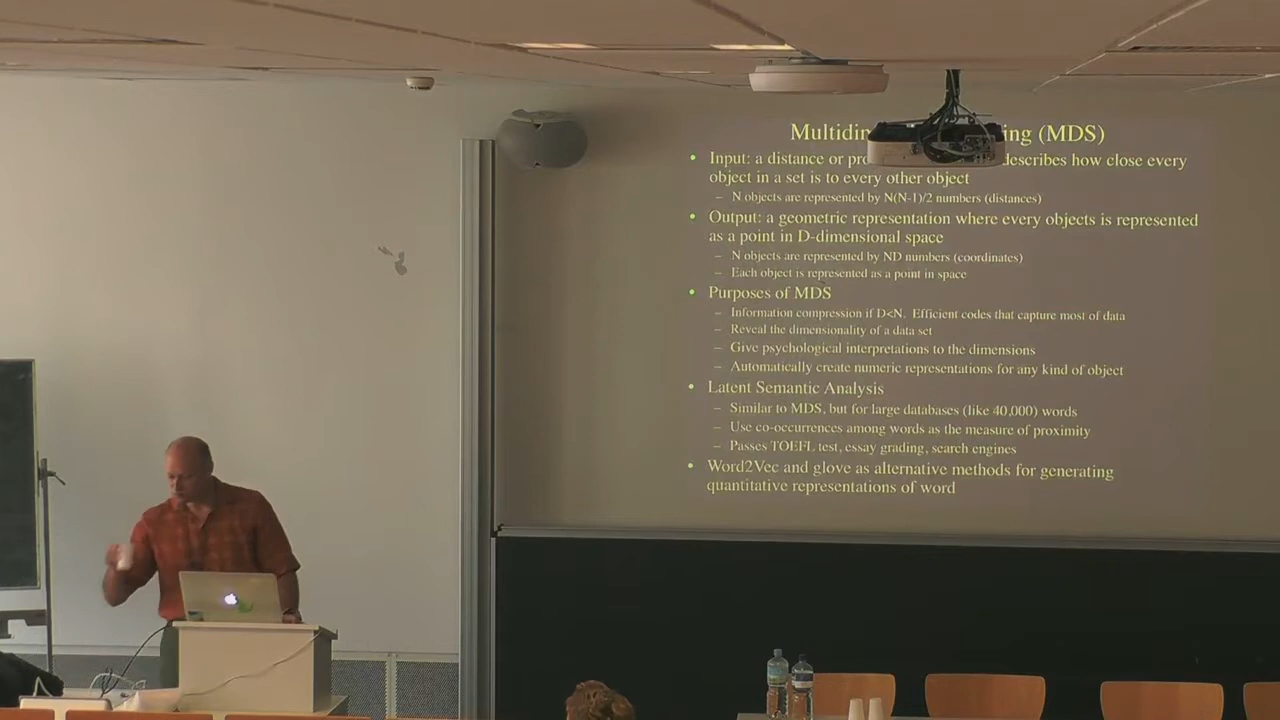 Multidin ing (MDS)
• Input: a distance or pro describes how close every
object in a set is to every other object
– N objects are represented by N(N-1)/2 numbers (distances)
• Output: a geometric representation where every objects is represented
as a point in D-dimensional space
– N objects are represented by ND numbers (coordinates)
– Each object is represented as a point in space
• Purposes of MDS
– Information compression if D<N. Efficient codes that capture most of data
– Reveal the dimensionality of a data set
– Give psychological interpretations to the dimensions
– Automatically create numeric representations for any kind of object
• Latent Semantic Analysis
– Similar to MDS, but for large databases (like 40,000) words
– Use co-occurrences among words as the measure of proximity
– Passes TOEFL test, essay grading, search engines
• Word2Vec and glove as alternative methods for generating
quantitative representations of word